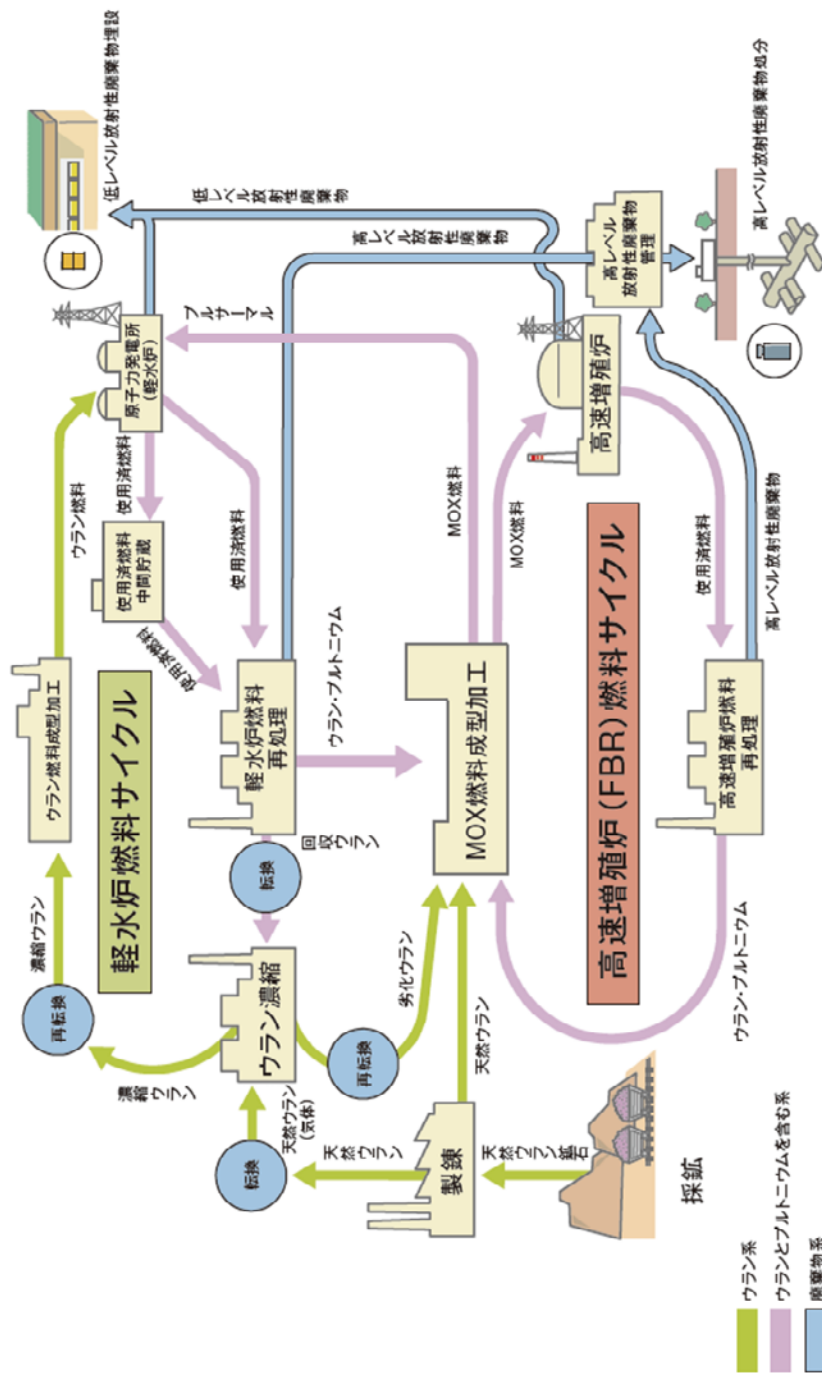 採鉱
天然ウラン鉱石
製錬
天然ウラン
転換
天然ウラン
(気体)
ウラン濃縮
濃縮ウラン
再転換
濃縮ウラン
ウラン燃料成型加工
ウラン燃料
原子力発電所
(軽水炉)
使用済燃料
使用済燃料
中間貯蔵
使用済燃料
使用済燃料
軽水炉燃料
再処理
回収ウラン
転換
軽水炉燃料サイクル
ウラン・プルトニウム
再転換
劣化ウラン
天然ウラン
MOX燃料成型加工
MOX燃料
プルサーマル
MOX燃料
高速増殖炉
高速増殖炉(FBR)燃料サイクル
使用済燃料
高速増殖炉燃料
再処理
ウラン・プルトニウム
高レベル放射性廃棄物
高レベル放射性廃棄物
低レベル放射性廃棄物
低レベル放射性廃棄物埋設
高レベル
放射性廃棄物
管理
高レベル放射性廃棄物処分
ウラン系
ウランとプルトニウムを含む系
廃棄物系